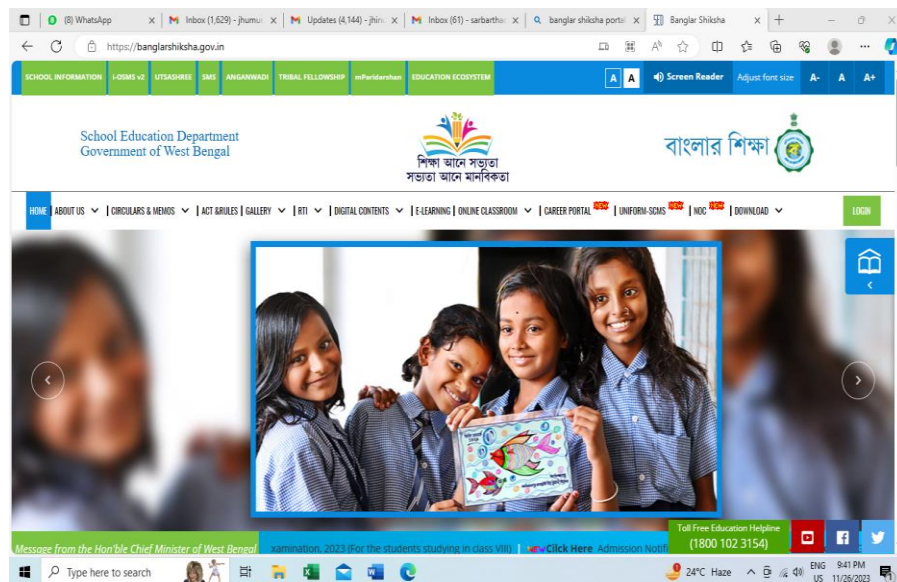 (8) WhatsApp
Inbox (1,629) - jhumu
Updates (4,144) - jhin
Inbox (61) - sarbartha
banglar shiksha portal
Banglar Shiksha
https://banglarshiksha.gov.in
SCHOOL INFORMATION i-OSMS v2 UTSASHREE SMS ANGANWADI TRIBAL FELLOWSHIP mParidarshan EDUCATION ECOSYSTEM A A Screen Reader Adjust font size A- A A+
School Education Department
Government of West Bengal
শিক্ষা আনে সভ্যতা
সভ্যতা আনে মানবিকতা
বাংলার শিক্ষা
HOME | ABOUT US | CIRCULARS & MEMOS | ACT &RULES | GALLERY | RTI | DIGITAL CONTENTS | E-LEARNING | ONLINE CLASSROOM | CAREER PORTAL NEW | UNIFORM-SCMS NEW | NOC NEW | DOWNLOAD LOGIN
Toll Free Education Helpline
(1800 102 3154)
Message from the Hon'ble Chief Minister of West Bengal xamination, 2023 (For the students studying in class VIII) | NEW Click Here Admission Notifi
Type here to search 24°C Haze ENG 9:41 PM
US 11/26/2023